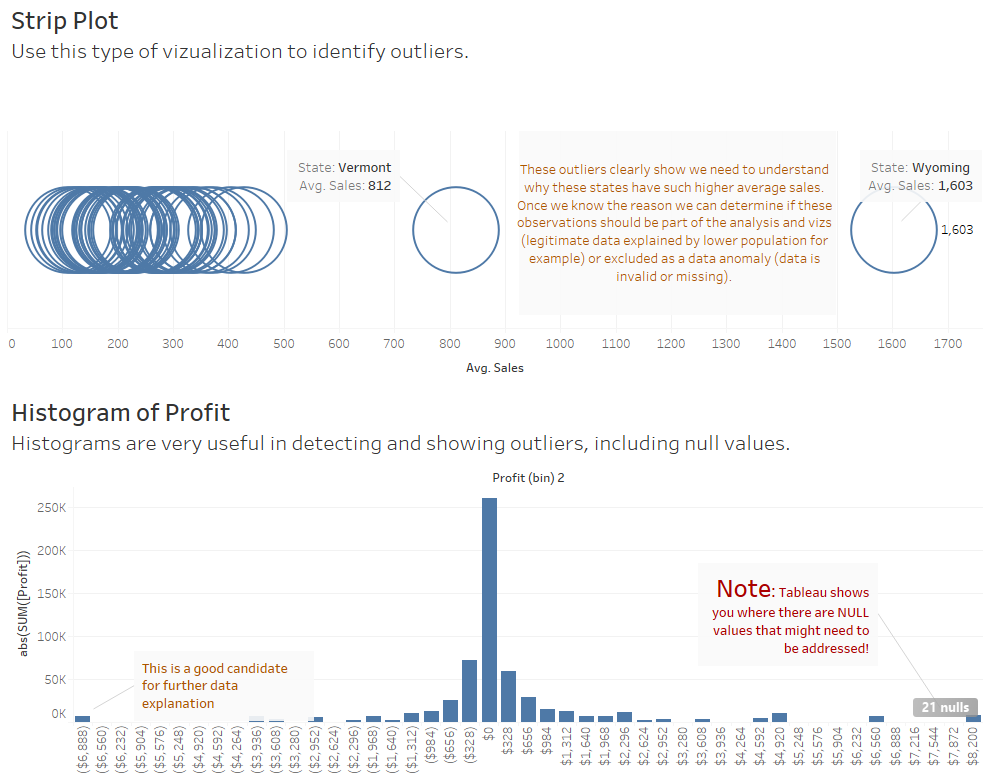 Strip Plot
Use this type of vizualization to identify outliers.
State: Vermont
Avg. Sales: 812
These outliers clearly show we need to understand
why these states have such higher average sales.
Once we know the reason we can determine if these
observations should be part of the analysis and vizs
(legitimate data explained by lower population for
example) or excluded as a data anomaly (data is
invalid or missing).
State: Wyoming
Avg. Sales: 1,603
1,603
0 100 200 300 400 500 600 700 800 900 1000 1100 1200 1300 1400 1500 1600 1700
Avg. Sales
Histogram of Profit
Histograms are very useful in detecting and showing outliers, including null values.
Profit (bin) 2
abs(SUM([Profit]))
250K
200K
150K
100K
50K
0K
This is a good candidate
for further data
explanation
Note: Tableau shows
you where there are NULL
values that might need to
be addressed!
21 nulls
($6,888) ($6,560) ($6,232) ($5,904) ($5,576) ($5,248) ($4,920) ($4,592) ($4,264) ($3,936) ($3,608) ($3,280) ($2,952) ($2,624) ($2,296) ($1,968) ($1,640) ($1,312) ($984) ($656) ($328) $0 $328 $656 $984 $1,312 $1,640 $1,968 $2,296 $2,624 $2,952 $3,280 $3,608 $3,936 $4,264 $4,592 $4,920 $5,248 $5,576 $5,904 $6,232 $6,560 $6,888 $7,216 $7,544 $7,872 $8,200